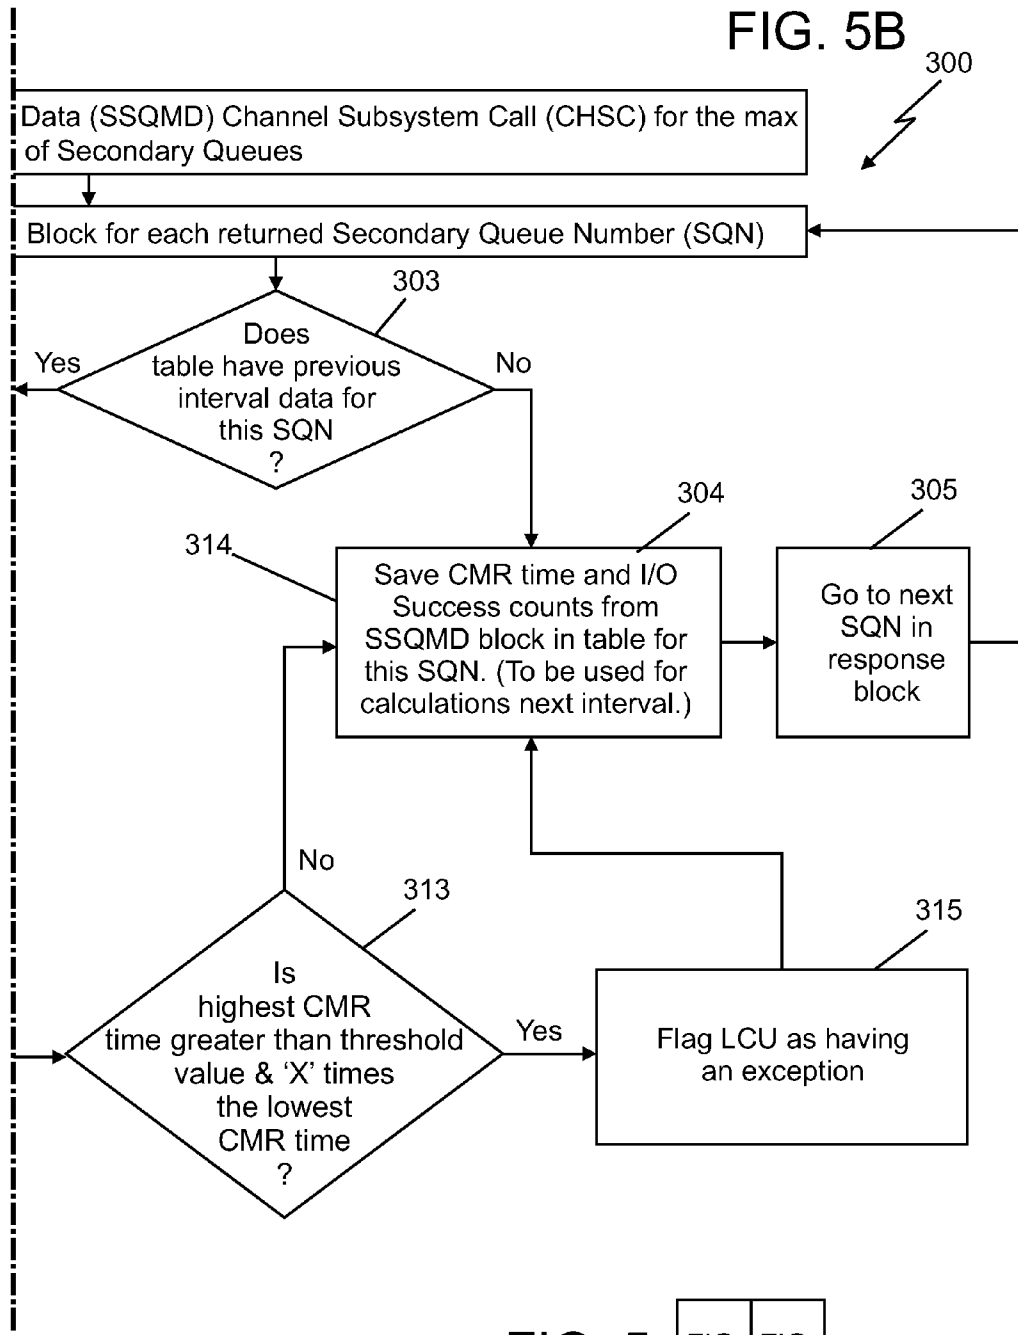 FIG. 5B
300
Data (SSQMD) Channel Subsystem Call (CHSC) for the max
of Secondary Queues
Block for each returned Secondary Queue Number (SQN)
303
Does
table have previous
interval data for
this SQN
?
Yes
No
314
304
305
Save CMR time and I/O
Success counts from
SSQMD block in table for
this SQN. (To be used for
calculations next interval.)
Go to next
SQN in
response
block
No
313
315
Is
highest CMR
time greater than threshold
value & ‘X’ times
the lowest
CMR time
?
Yes
Flag LCU as having
an exception